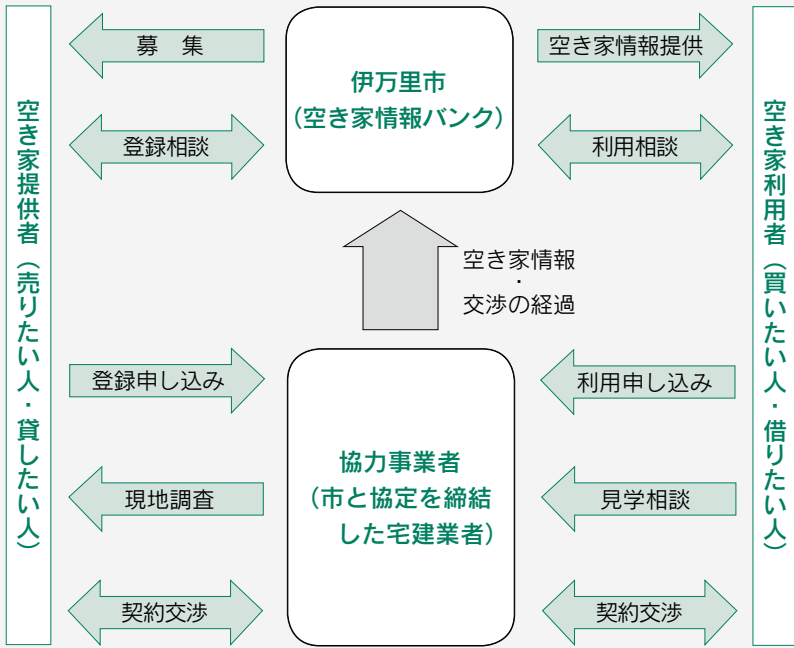 空き家提供者（売りたい人・貸したい人）
募　集
登録相談
伊万里市
（空き家情報バンク）
空き家情報提供
利用相談
空き家情報
・
交渉の経過
登録申し込み
現地調査
契約交渉
協力事業者
（市と協定を締結
した宅建業者）
利用申し込み
見学相談
契約交渉
空き家利用者（買いたい人・借りたい人）